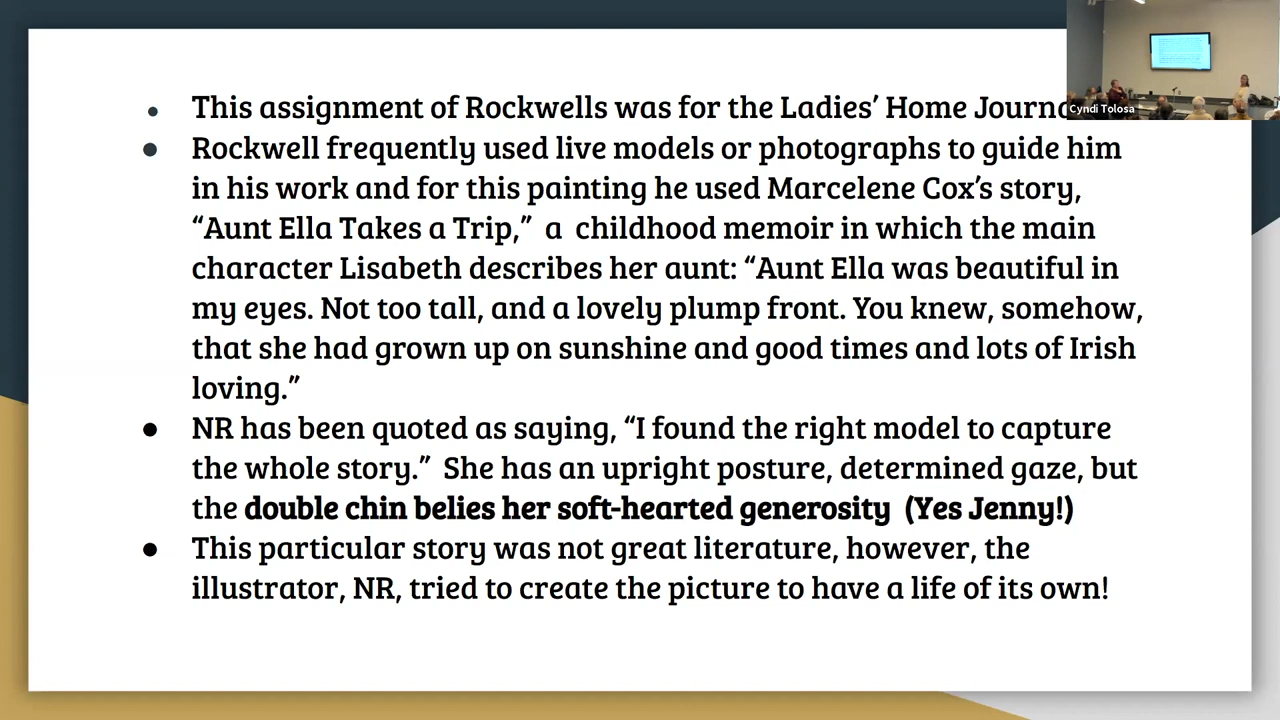 This assignment of Rockwells was for the Ladies’ Home Journa
Cyndi Tolosa
Rockwell frequently used live models or photographs to guide him
in his work and for this painting he used Marcelene Cox’s story,
“Aunt Ella Takes a Trip,” a childhood memoir in which the main
character Lisabeth describes her aunt: “Aunt Ella was beautiful in
my eyes. Not too tall, and a lovely plump front. You knew, somehow,
that she had grown up on sunshine and good times and lots of Irish
loving.”
NR has been quoted as saying, “I found the right model to capture
the whole story.” She has an upright posture, determined gaze, but
the double chin belies her soft-hearted generosity (Yes Jenny!)
This particular story was not great literature, however, the
illustrator, NR, tried to create the picture to have a life of its own!